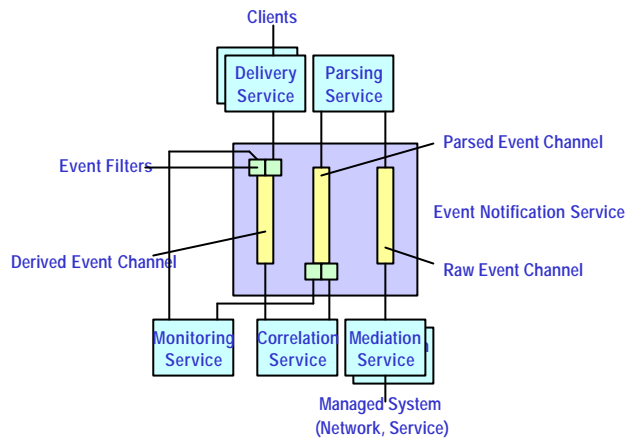 Clients
Delivery
Service
Parsing
Service
Parsed Event Channel
Event Filters
Event Notification Service
Derived Event Channel
Raw Event Channel
Monitoring
Service
Correlation
Service
Mediation
Service
Managed System
(Network, Service)